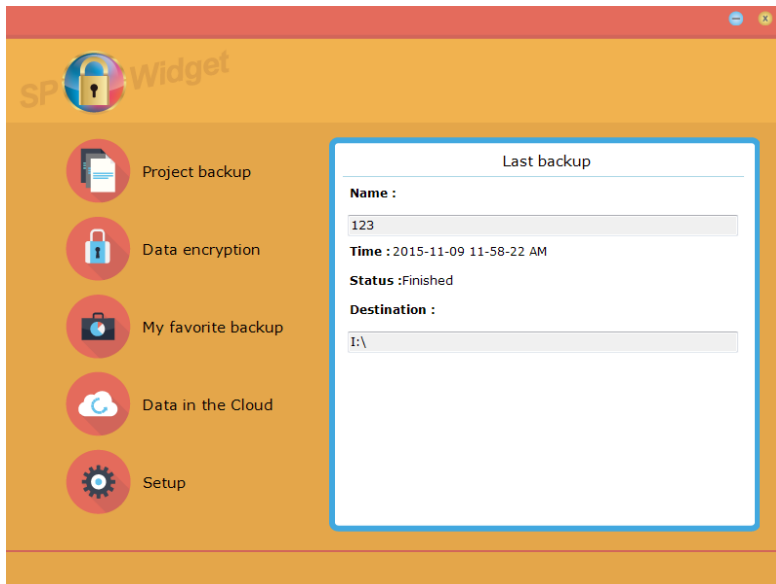 SP Widget
Project backup
Data encryption
My favorite backup
Data in the Cloud
Setup
Last backup
Name :
123
Time : 2015-11-09 11-58-22 AM
Status :Finished
Destination :
I:\